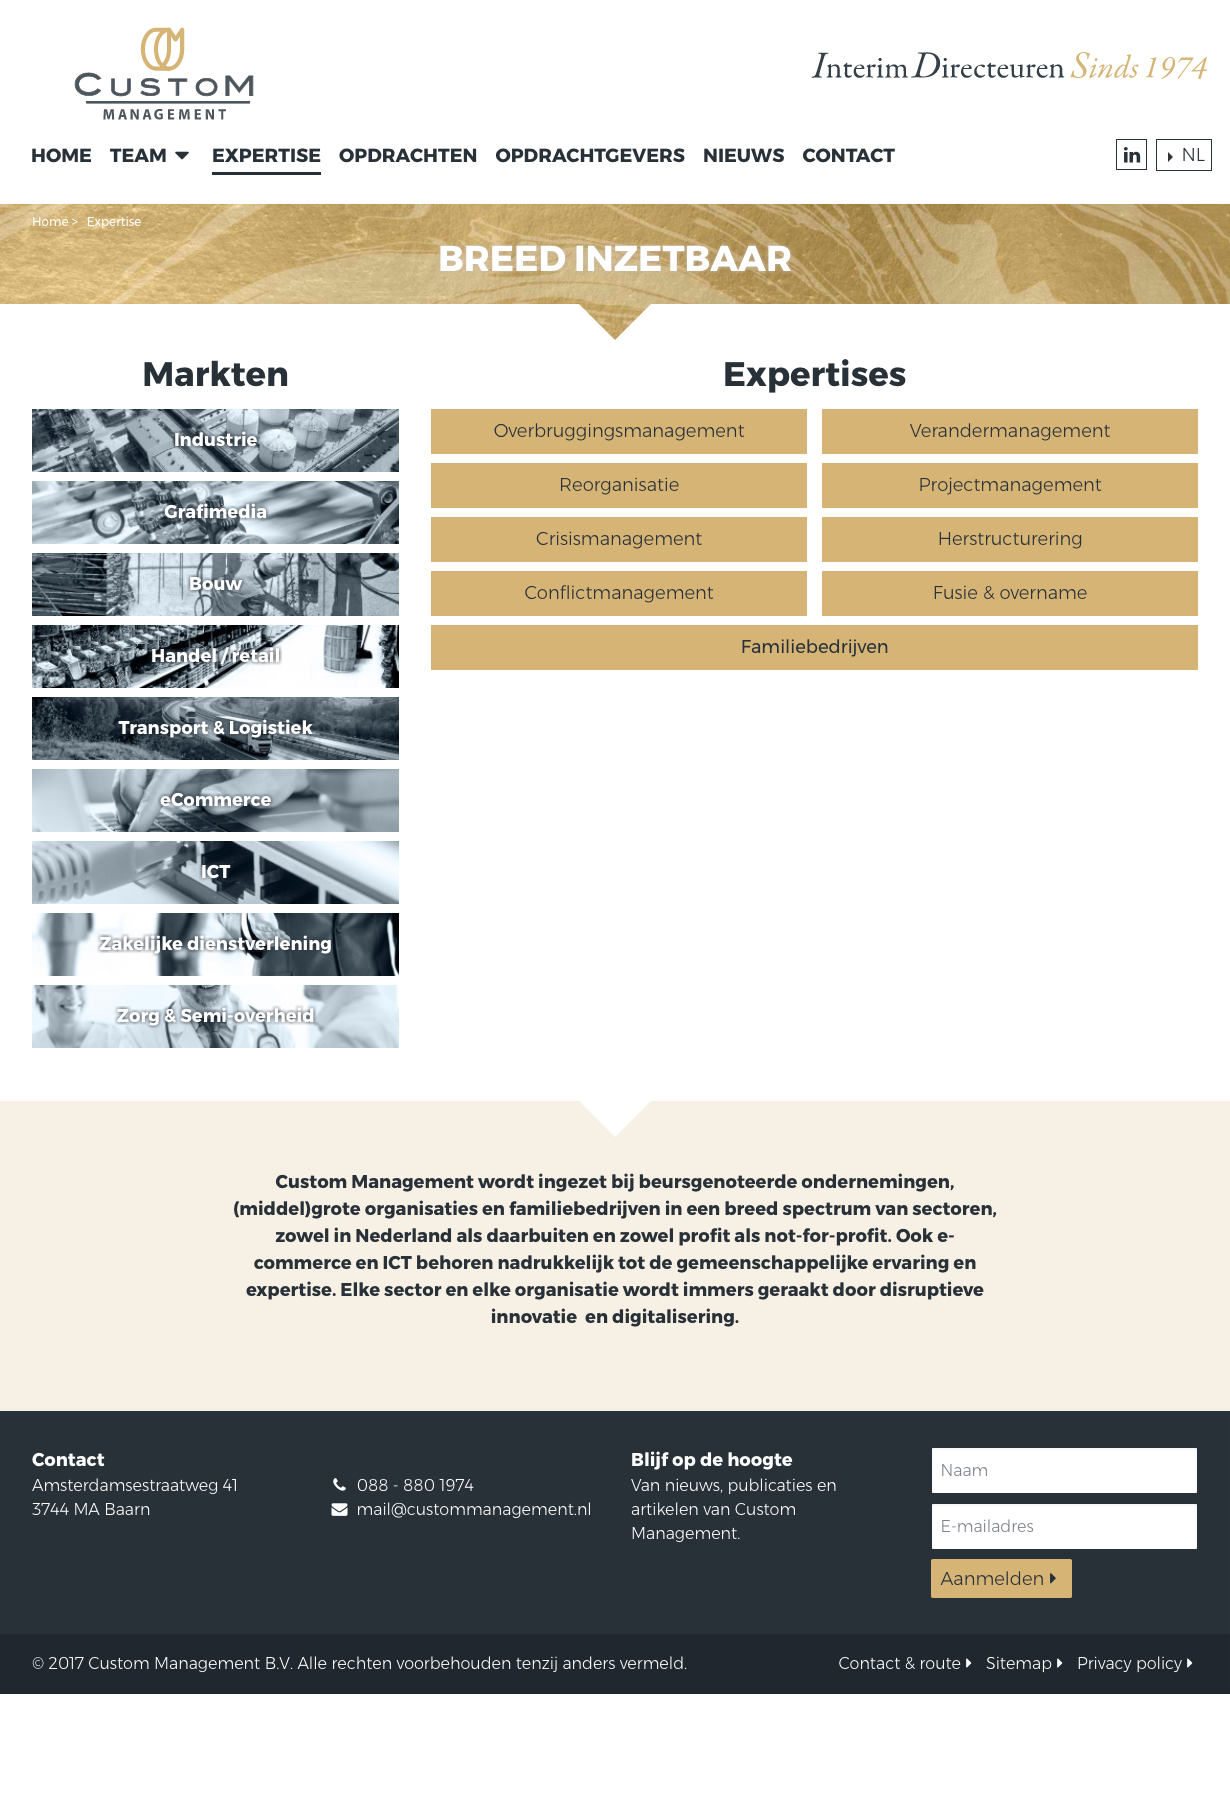 CUSTOM
MANAGEMENT
Interim Directeuren Sinds 1974
HOME TEAM EXPERTISE OPDRACHTEN OPDRACHTGEVERS NIEUWS CONTACT
in NL
Home > Expertise
BREED INZETBAAR
Markten
Industrie
Grafimedia
Bouw
Handel / retail
Transport & Logistiek
eCommerce
ICT
Zakelijke dienstverlening
Zorg & Semi-overheid
Expertises
Overbruggingsmanagement Verandermanagement
Reorganisatie Projectmanagement
Crisismanagement Herstructurering
Conflictmanagement Fusie & overname
Familiebedrijven
Custom Management wordt ingezet bij beursgenoteerde ondernemingen,
(middel)grote organisaties en familiebedrijven in een breed spectrum van sectoren,
zowel in Nederland als daarbuiten en zowel profit als not-for-profit. Ook e-
commerce en ICT behoren nadrukkelijk tot de gemeenschappelijke ervaring en
expertise. Elke sector en elke organisatie wordt immers geraakt door disruptieve
innovatie en digitalisering.
Contact
Amsterdamsestraatweg 41
3744 MA Baarn
088 - 880 1974
mail@custommanagement.nl
Blijf op de hoogte
Van nieuws, publicaties en
artikelen van Custom
Management.
Naam
E-mailadres
Aanmelden
© 2017 Custom Management B.V. Alle rechten voorbehouden tenzij anders vermeld.
Contact & route Sitemap Privacy policy